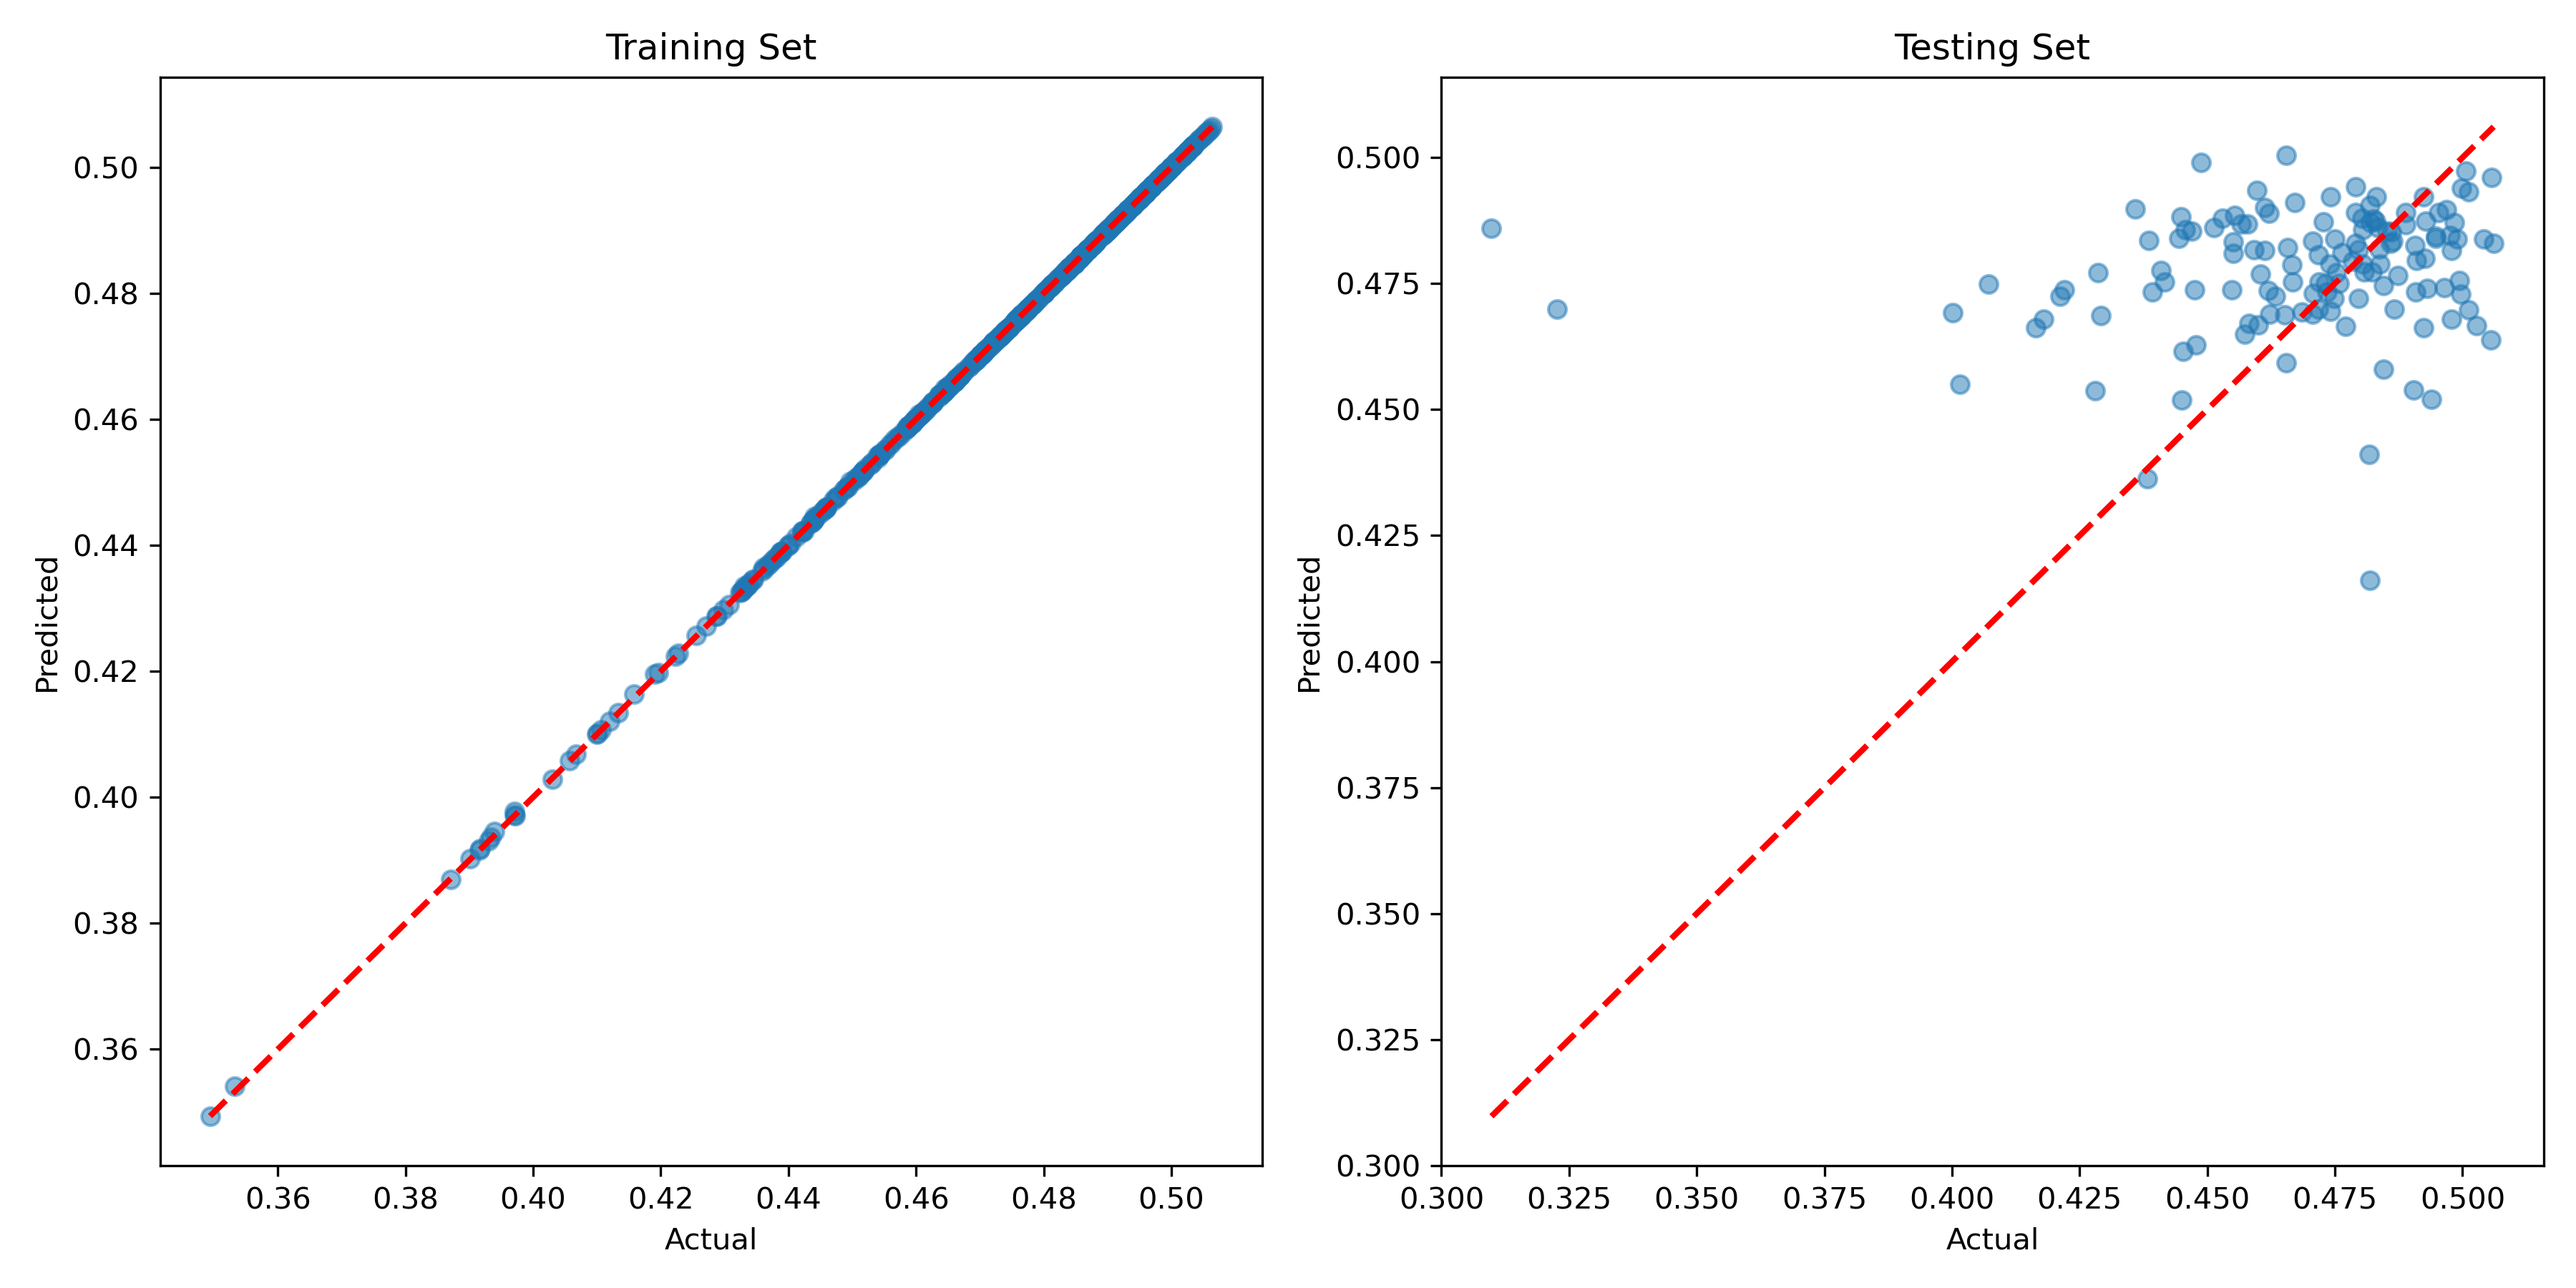 Training Set
Predicted
0.50
0.48
0.46
0.44
0.42
0.40
0.38
0.36
0.36 0.38 0.40 0.42 0.44 0.46 0.48 0.50
Actual
Testing Set
Predicted
0.500
0.475
0.450
0.425
0.400
0.375
0.350
0.325
0.300
0.300 0.325 0.350 0.375 0.400 0.425 0.450 0.475 0.500
Actual